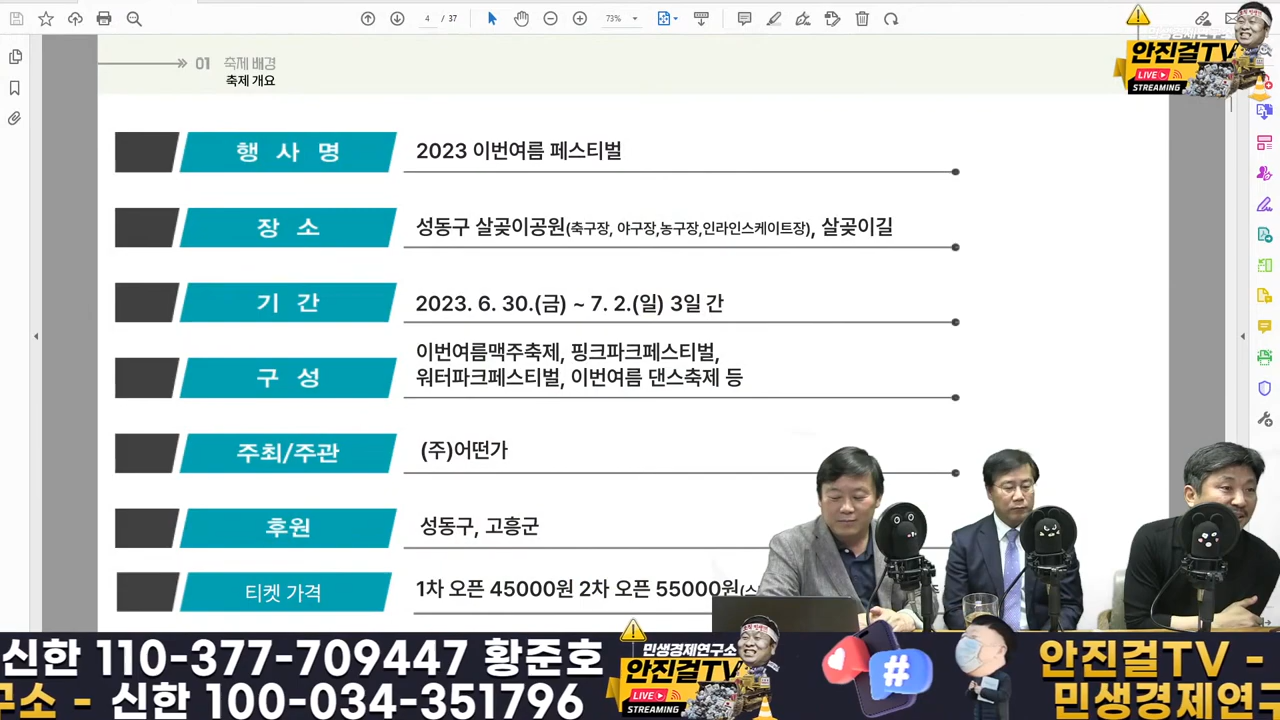 4 / 37
73%
01 축제 배경
축제 개요
안진걸TV
LIVE
STREAMING
행 사 명
2023 이번여름 페스티벌
장 소
성동구 살곶이공원(축구장, 야구장,농구장,인라인스케이트장), 살곶이길
기 간
2023. 6. 30.(금) ~ 7. 2.(일) 3일 간
구 성
이번여름맥주축제, 핑크파크페스티벌,
워터파크페스티벌, 이번여름 댄스축제 등
주최/주관
(주)어떤가
후원
성동구, 고흥군
티켓 가격
1차 오픈 45000원 2차 오픈 55000원
신한 110-377-709447 황준호
구소 - 신한 100-034-351796
민생경제연구소
안진걸TV
LIVE
STREAMING
#
안진걸TV -
민생경제연구